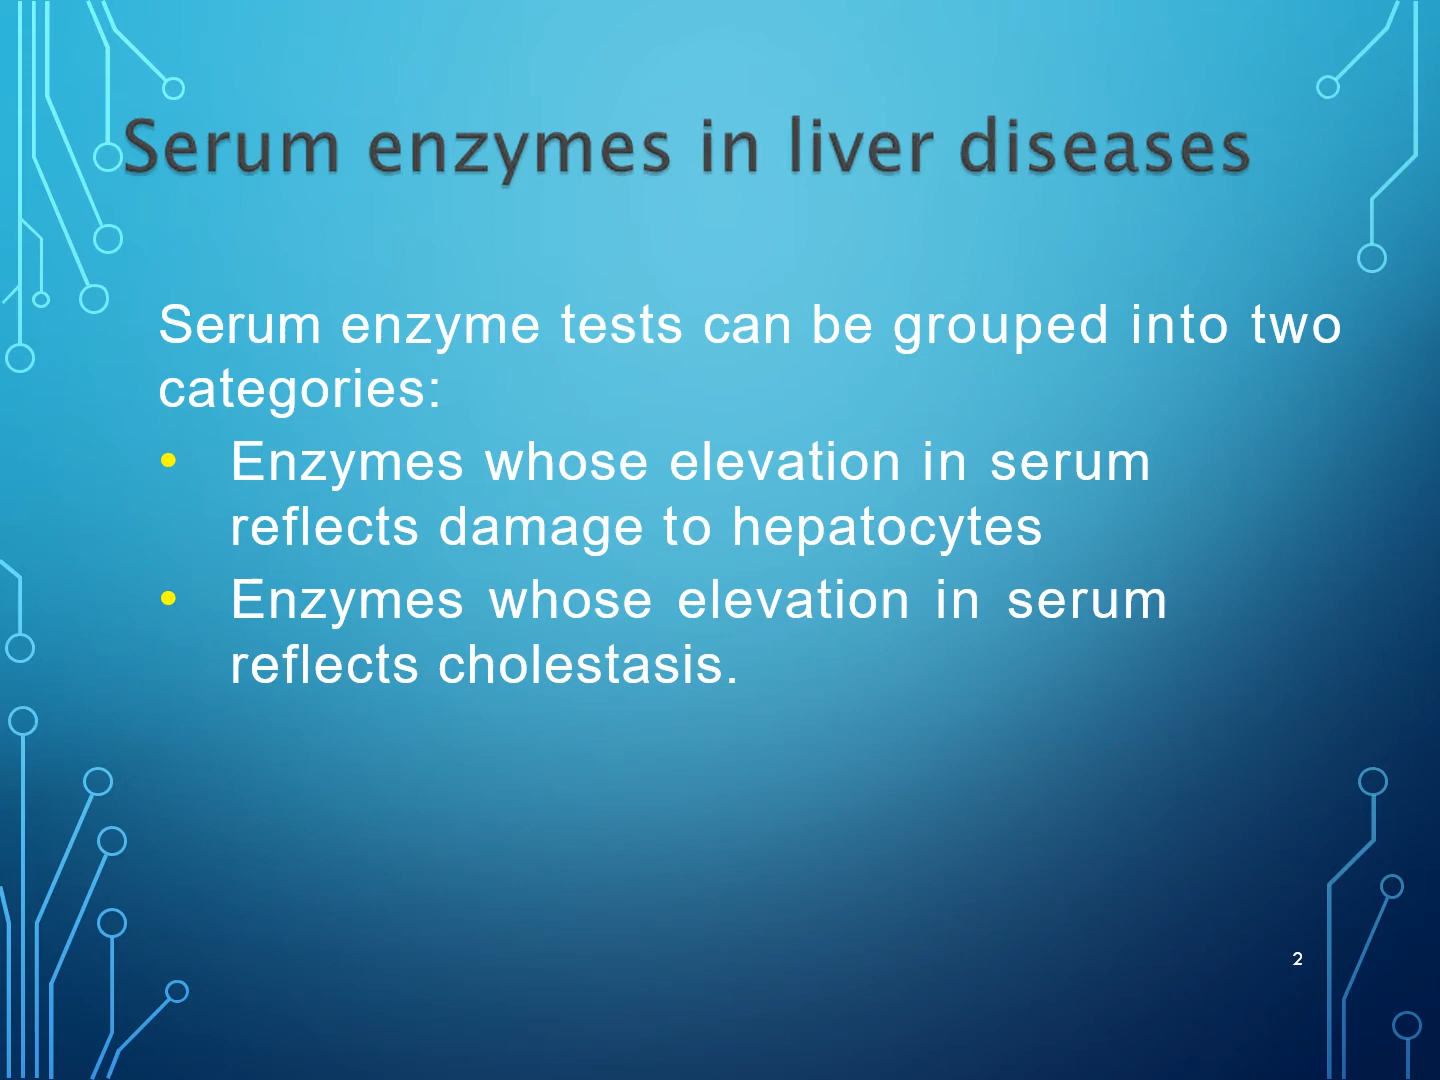 Serum enzymes in liver diseases
Serum enzyme tests can be grouped into two
categories:
• Enzymes whose elevation in serum
reflects damage to hepatocytes
• Enzymes whose elevation in serum
reflects cholestasis.
2